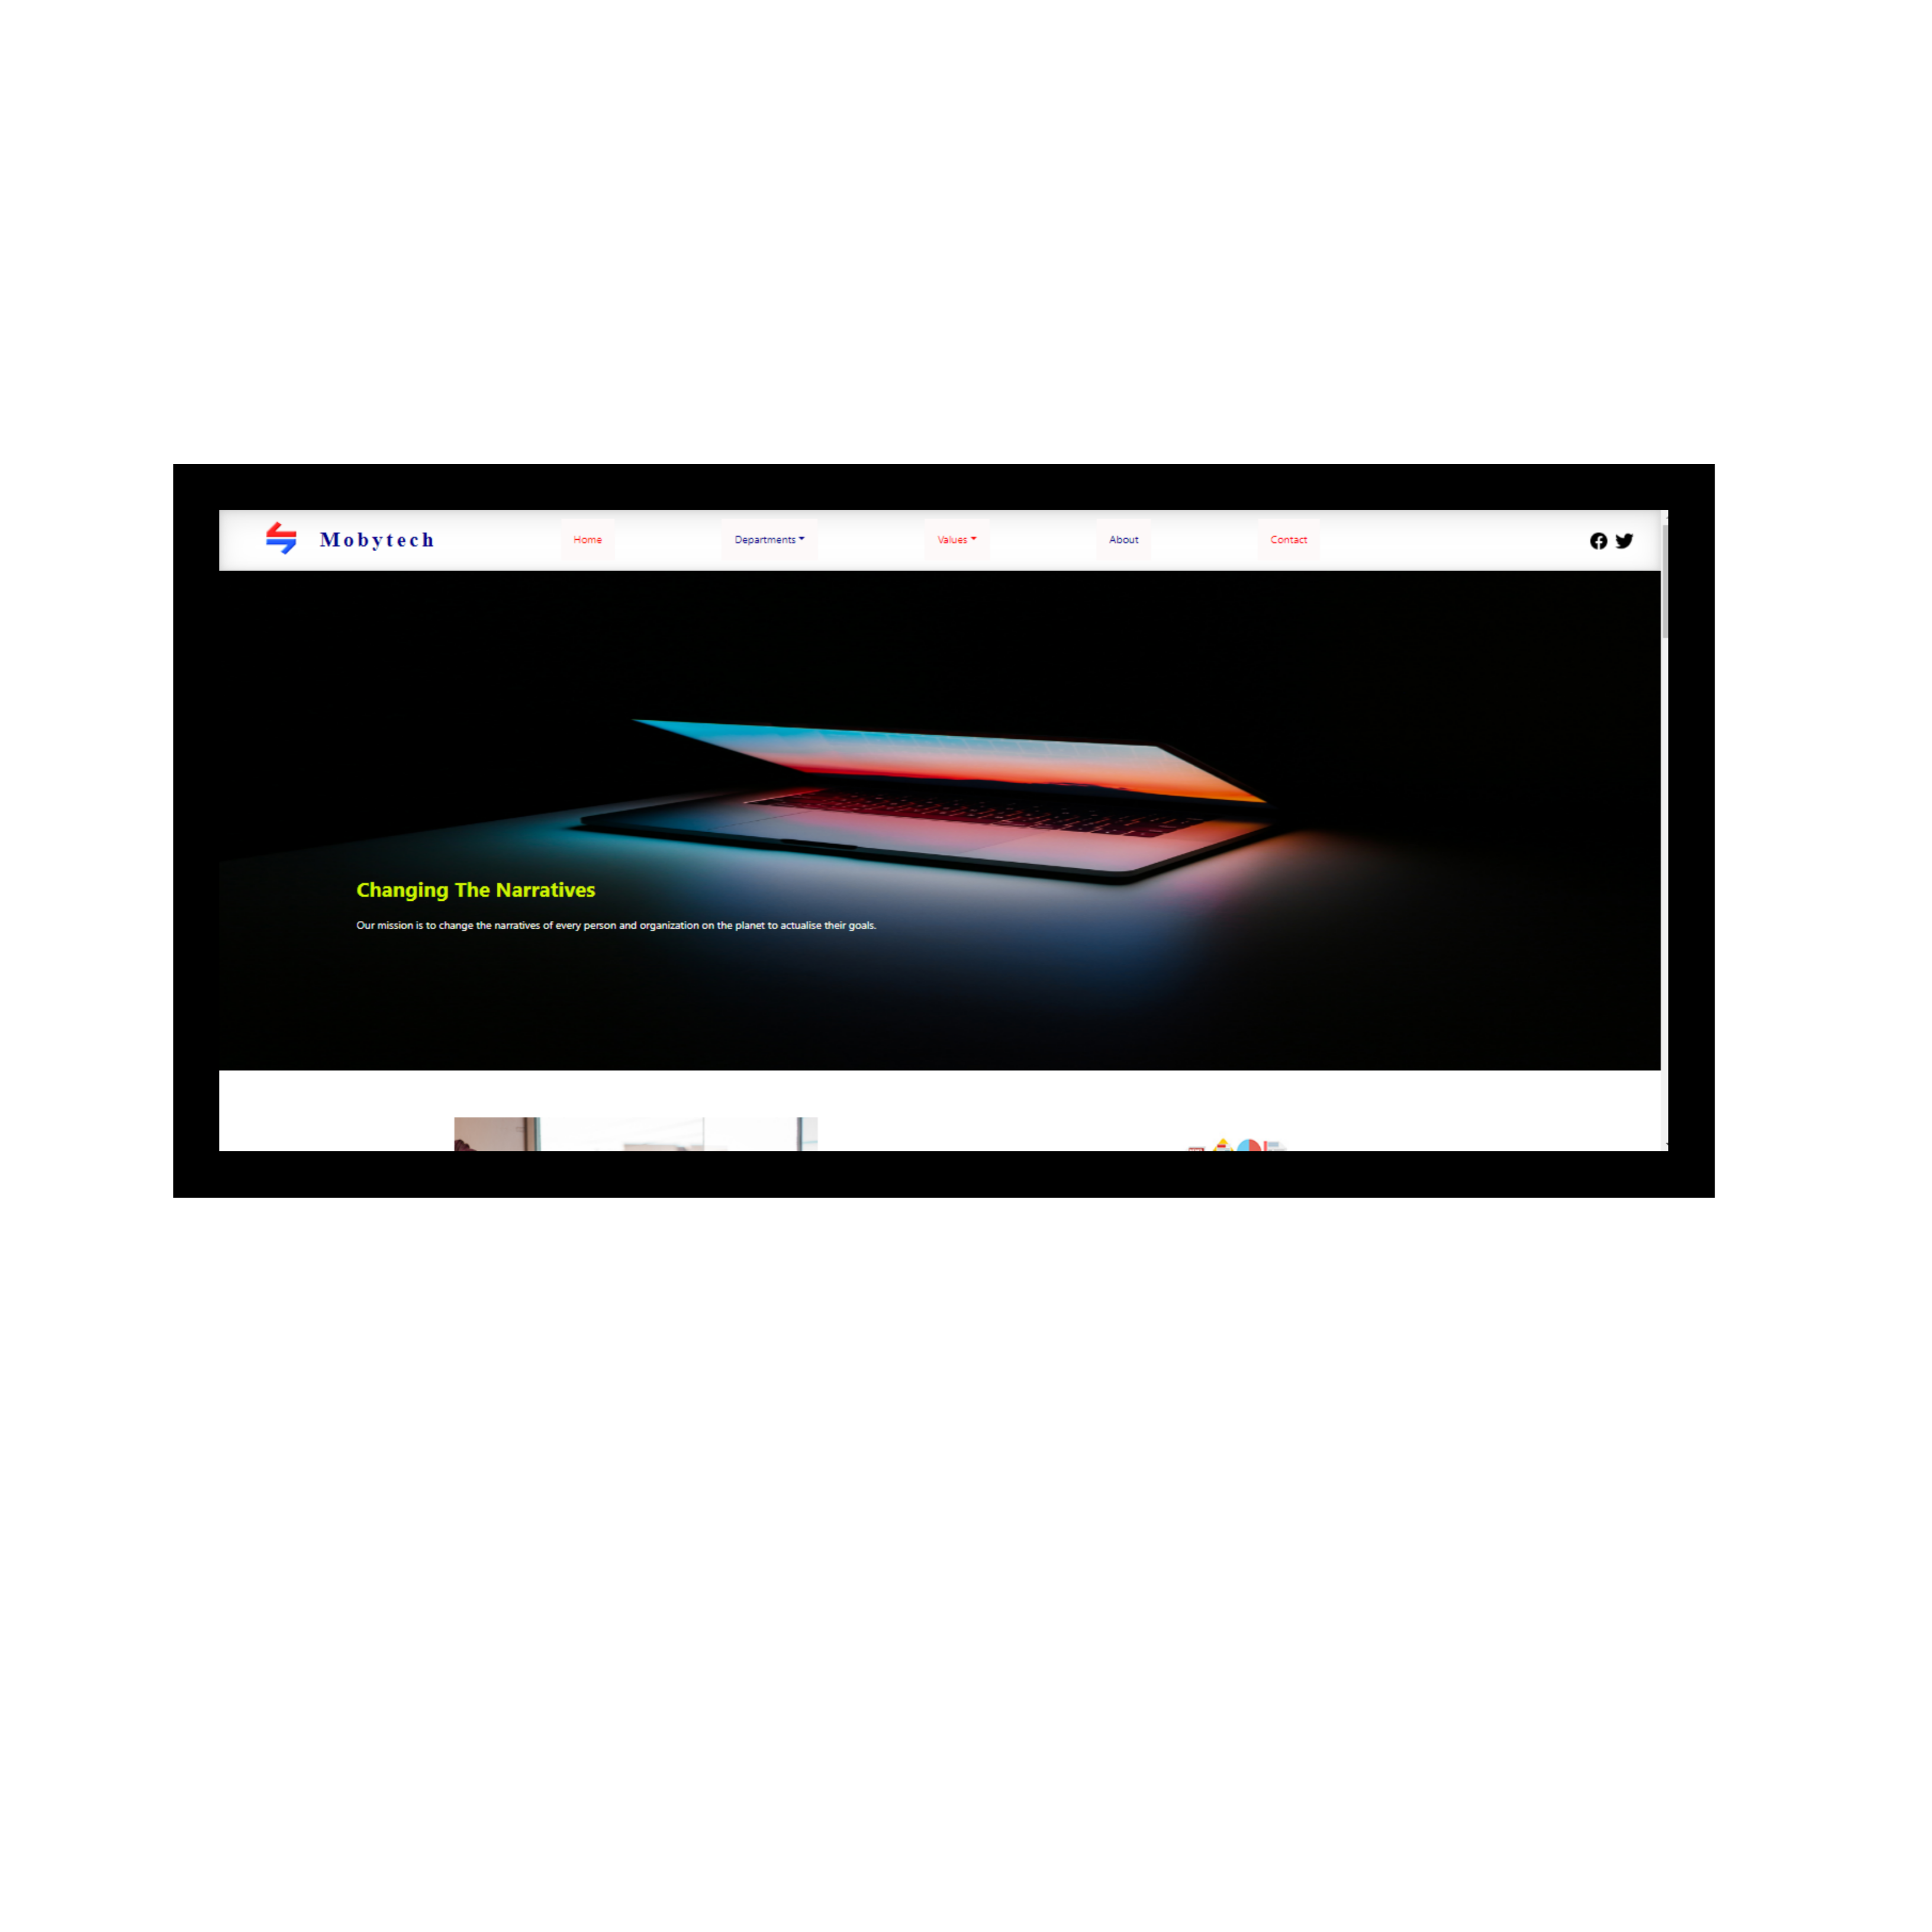 Mobytech Home Departments Values About Contact
Changing The Narratives
Our mission is to change the narratives of every person and organization on the planet to actualise their goals.